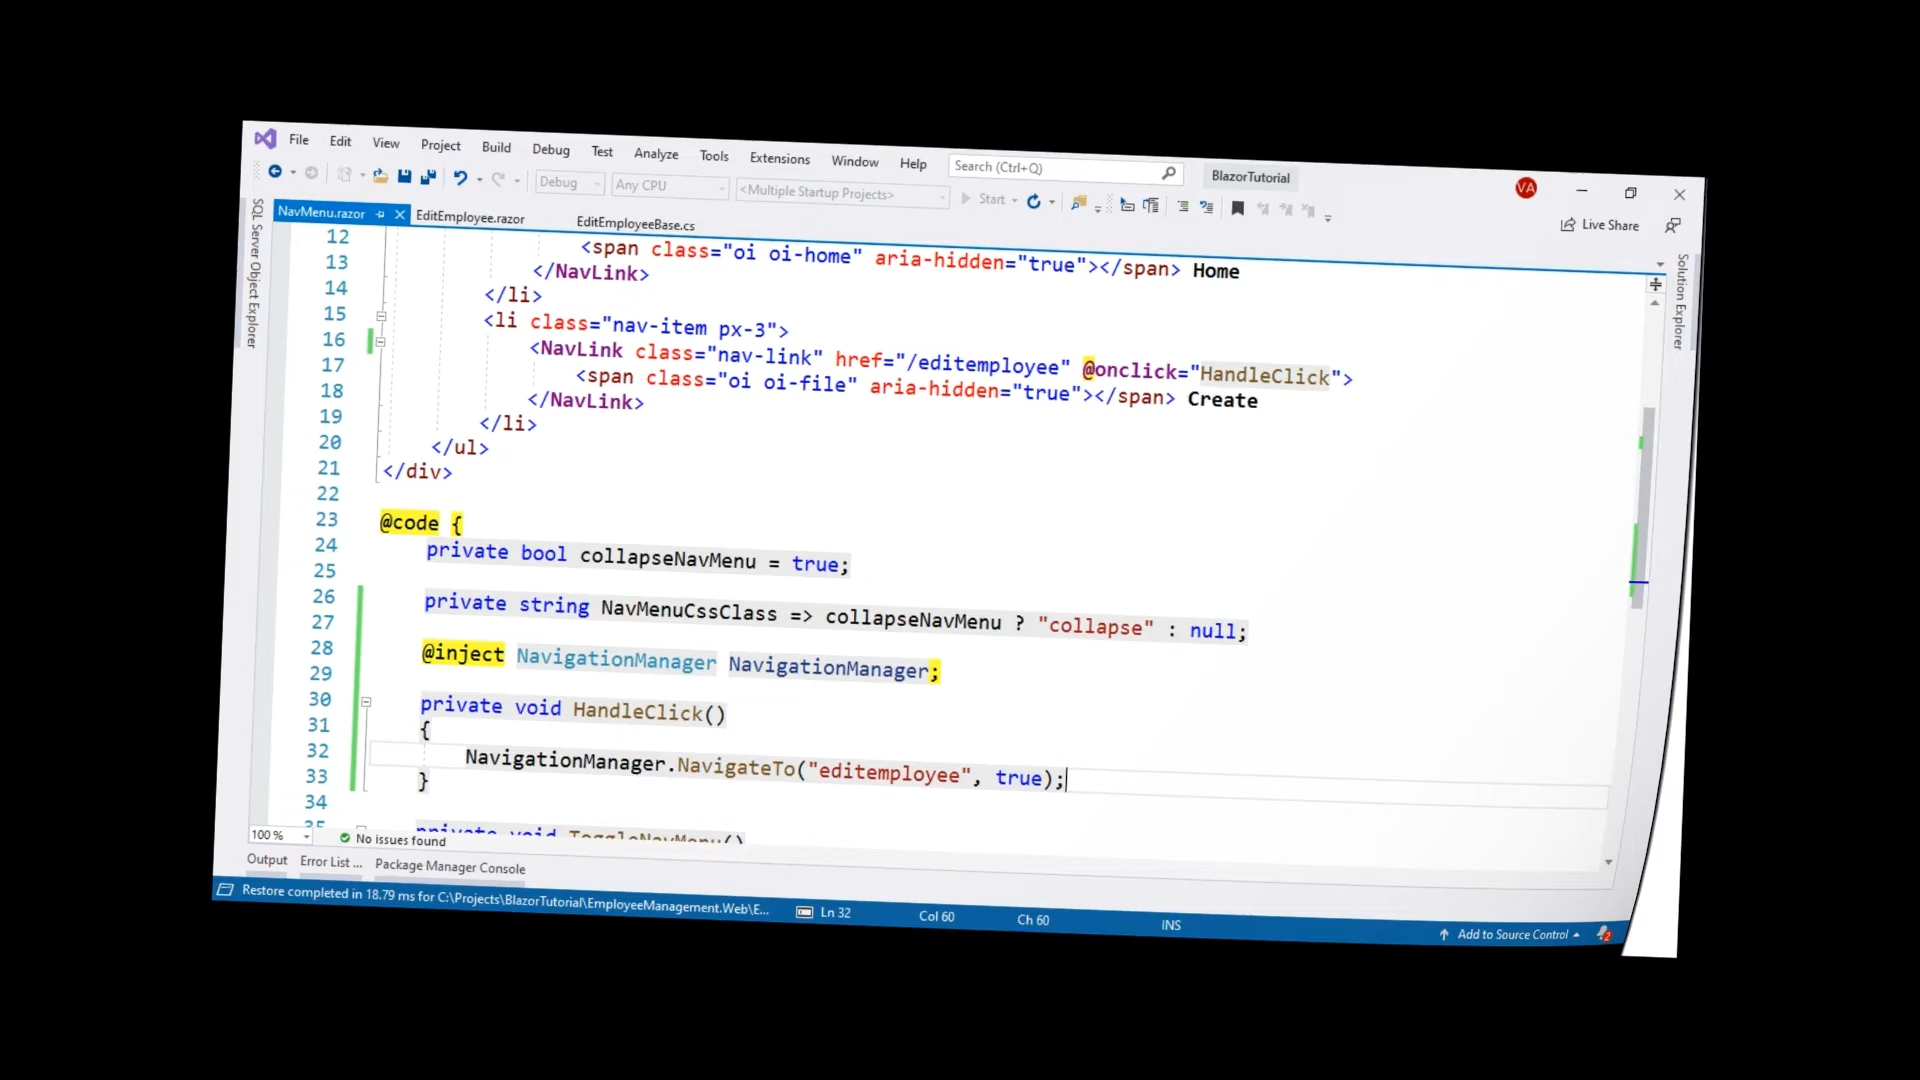 File Edit View Project Build Debug Test Analyze Tools Extensions Window Help Search (Ctrl+Q) BlazorTutorial VA
Debug Any CPU <Multiple Startup Projects> Start Live Share
SQL Server Object Explorer
Solution Explorer
NavMenu.razor EditEmployee.razor EditEmployeeBase.cs
12 <span class="oi oi-home" aria-hidden="true"></span> Home
13 </NavLink>
14 </li>
15 <li class="nav-item px-3">
16 <NavLink class="nav-link" href="/editemployee" @onclick="HandleClick">
17 <span class="oi oi-file" aria-hidden="true"></span> Create
18 </NavLink>
19 </li>
20 </ul>
21 </div>
22
23 @code {
24 private bool collapseNavMenu = true;
25
26 private string NavMenuCssClass => collapseNavMenu ? "collapse" : null;
27
28 @inject NavigationManager NavigationManager;
29
30 private void HandleClick()
31 {
32 NavigationManager.NavigateTo("editemployee", true);
33 }
34
35 private void ToggleNavMenu()
100 % No issues found
Output Error List ... Package Manager Console
Restore completed in 18.79 ms for C:\Projects\BlazorTutorial\EmployeeManagement.Web\E... Ln 32 Col 60 Ch 60 INS Add to Source Control 2